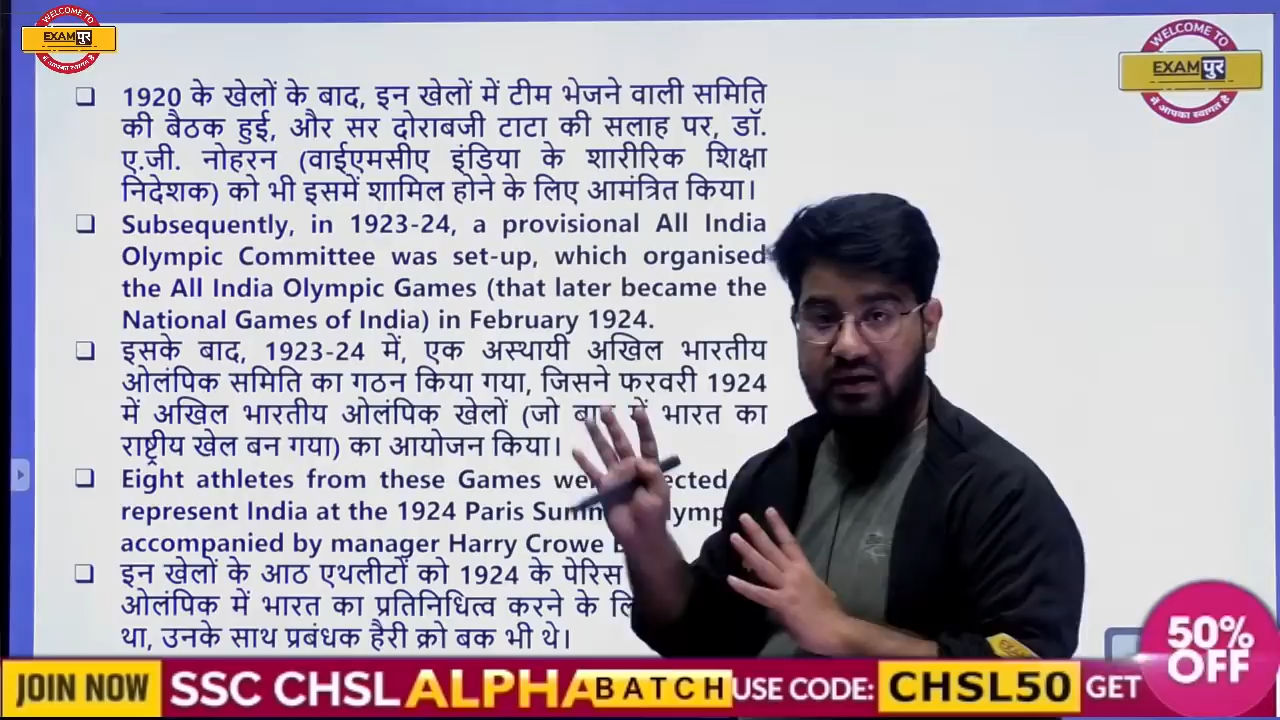 WELCOME TO
EXAMपुर
में आपका स्वागत है
WELCOME TO
EXAMपुर
में आपका स्वागत है
1920 के खेलों के बाद, इन खेलों में टीम भेजने वाली समिति
की बैठक हुई, और सर दोराबजी टाटा की सलाह पर, डॉ.
ए.जी. नोहरन (वाईएमसीए इंडिया के शारीरिक शिक्षा
निदेशक) को भी इसमें शामिल होने के लिए आमंत्रित किया।
Subsequently, in 1923-24, a provisional All India
Olympic Committee was set-up, which organised
the All India Olympic Games (that later became the
National Games of India) in February 1924.
इसके बाद, 1923-24 में, एक अस्थायी अखिल भारतीय
ओलंपिक समिति का गठन किया गया, जिसने फरवरी 1924
में अखिल भारतीय ओलंपिक खेलों (जो में भारत का
राष्ट्रीय खेल बन गया) का आयोजन किया।
Eight athletes from these Games
represent India at the 1924 Paris
accompanied by manager Harry Crowe
इन खेलों के आठ एथलीटों को 1924 के पेरिस
ओलंपिक में भारत का प्रतिनिधित्व करने के
था, उनके साथ प्रबंधक हैरी क्रो बक भी थे।
JOIN NOW SSC CHSL ALPHA BATCH USE CODE: CHSL50 GET 50% OFF